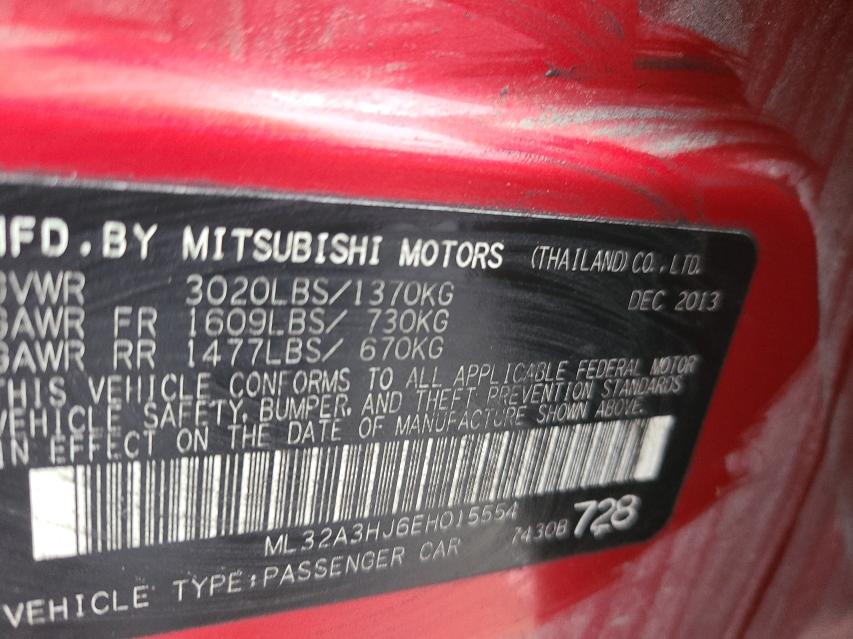 MFD. BY MITSUBISHI MOTORS (THAILAND) CO., LTD.
GVWR 3020LBS/1370KG DEC 2013
GAWR FR 1609LBS/ 730KG
GAWR RR 1477LBS/ 670KG
THIS VEHICLE CONFORMS TO ALL APPLICABLE FEDERAL MOTOR
VEHICLE SAFETY, BUMPER, AND THEFT PREVENTION STANDARDS
IN EFFECT ON THE DATE OF MANUFACTURE SHOWN ABOVE.
ML32A3HJ6EH015554 7430B 728
VEHICLE TYPE:PASSENGER CAR